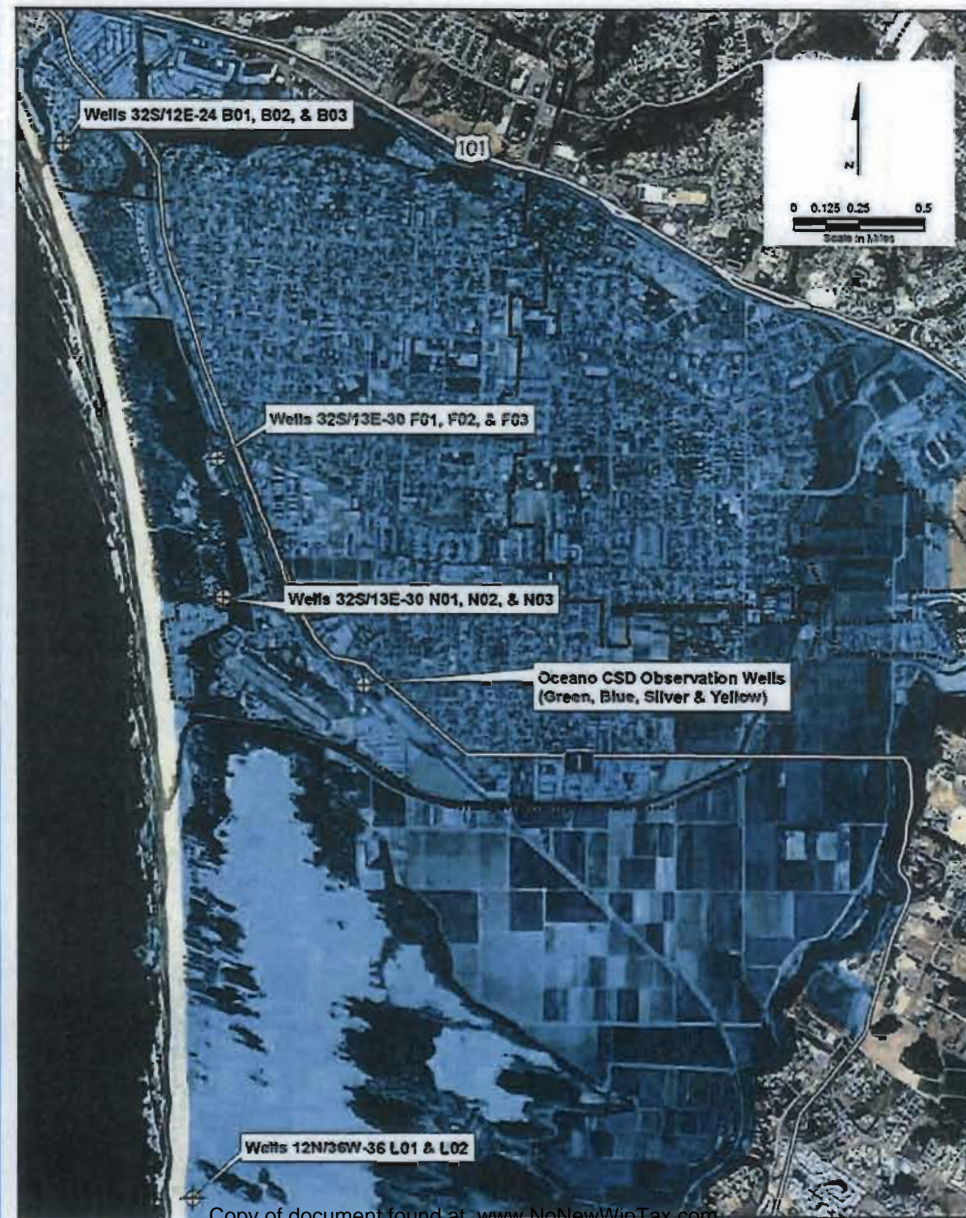 Wells 32S/12E-24 B01, B02, & B03
101
N
0 0.125 0.25 0.5
Scale in Miles
Wells 32S/13E-30 F01, F02, & F03
Wells 32S/13E-30 N01, N02, & N03
Oceano CSD Observation Wells
(Green, Blue, Silver & Yellow)
1
Wells 12N/36W-36 L01 & L02
Copy of document found at www.NoNewWipTax.com